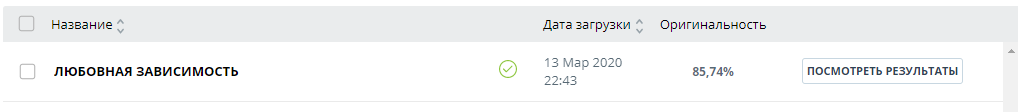 Название Дата загрузки Оригинальность
ЛЮБОВНАЯ ЗАВИСИМОСТЬ 13 Мар 2020 22:43 85,74% ПОСМОТРЕТЬ РЕЗУЛЬТАТЫ